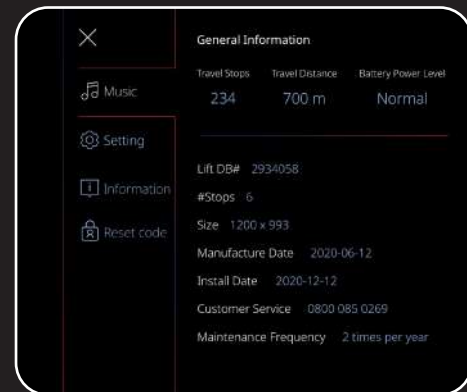 General Information
Travel Stops Travel Distance Battery Power Level
234 700 m Normal
Music
Setting
Information
Reset code
Lift DB# 2934058
#Stops 6
Size 1200 x 993
Manufacture Date 2020-06-12
Install Date 2020-12-12
Customer Service 0800 085 0269
Maintenance Frequency 2 times per year